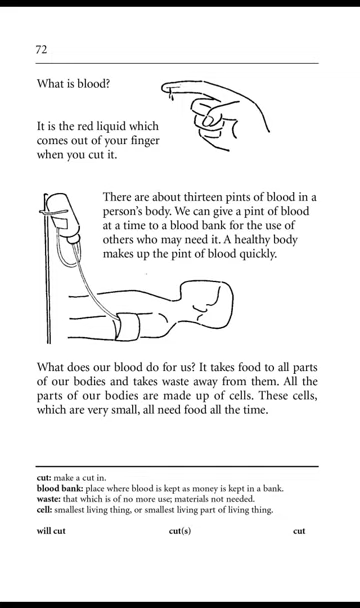 72
What is blood?
It is the red liquid which
comes out of your finger
when you cut it.
There are about thirteen pints of blood in a
person's body. We can give a pint of blood
at a time to a blood bank for the use of
others who may need it. A healthy body
makes up the pint of blood quickly.
What does our blood do for us? It takes food to all parts
of our bodies and takes waste away from them. All the
parts of our bodies are made up of cells. These cells,
which are very small, all need food all the time.
cut: make a cut in.
blood bank: place where blood is kept as money is kept in a bank.
waste: that which is of no more use; materials not needed.
cell: smallest living thing, or smallest living part of living thing.
will cut cut(s) cut